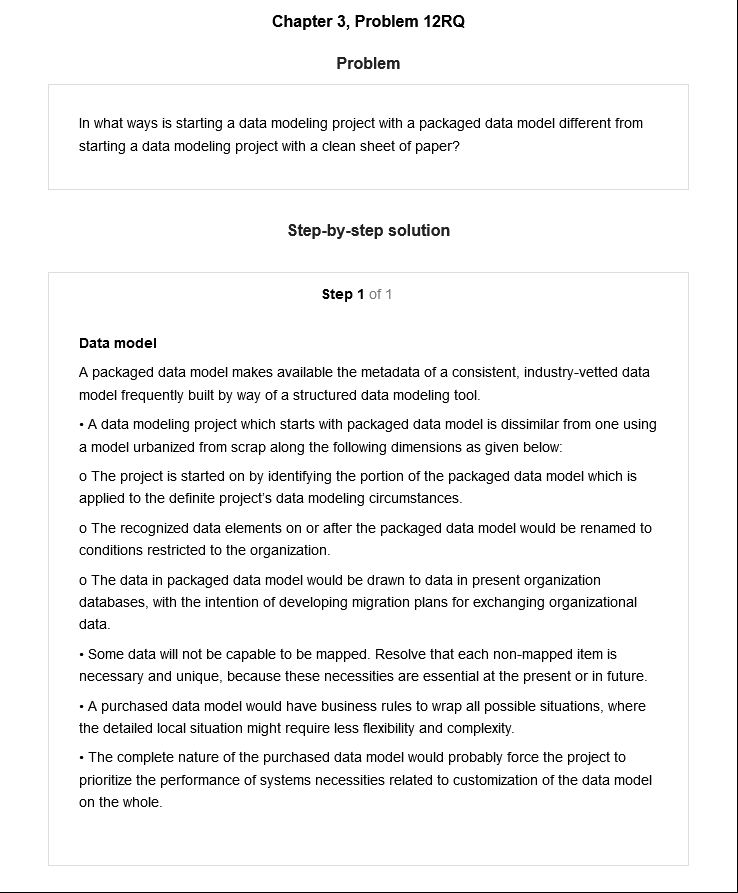 Chapter 3, Problem 12RQ
Problem
In what ways is starting a data modeling project with a packaged data model different from
starting a data modeling project with a clean sheet of paper?
Step-by-step solution
Step 1 of 1
Data model
A packaged data model makes available the metadata of a consistent, industry-vetted data
model frequently built by way of a structured data modeling tool.
• A data modeling project which starts with packaged data model is dissimilar from one using
a model urbanized from scrap along the following dimensions as given below:
o The project is started on by identifying the portion of the packaged data model which is
applied to the definite project's data modeling circumstances.
o The recognized data elements on or after the packaged data model would be renamed to
conditions restricted to the organization.
o The data in packaged data model would be drawn to data in present organization
databases, with the intention of developing migration plans for exchanging organizational
data.
• Some data will not be capable to be mapped. Resolve that each non-mapped item is
necessary and unique, because these necessities are essential at the present or in future.
• A purchased data model would have business rules to wrap all possible situations, where
the detailed local situation might require less flexibility and complexity.
• The complete nature of the purchased data model would probably force the project to
prioritize the performance of systems necessities related to customization of the data model
on the whole.